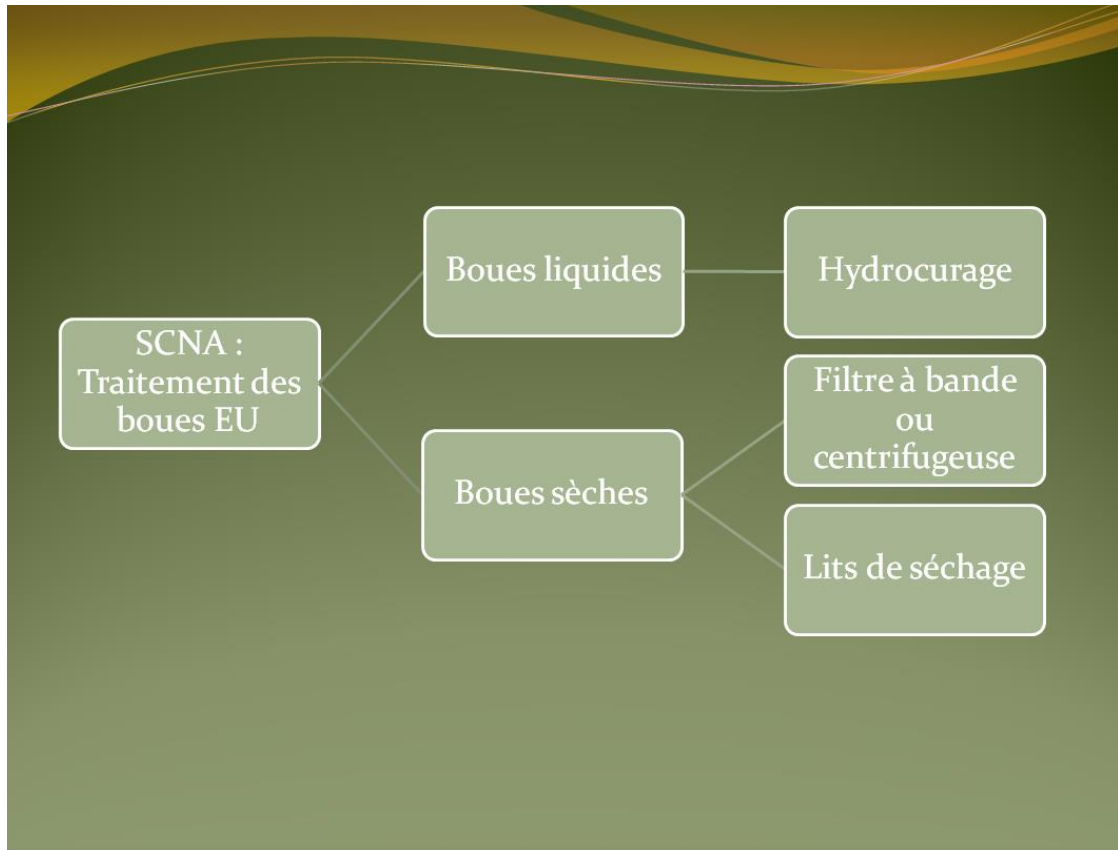 SCNA :
Traitement des
boues EU
Boues liquides
Hydrocurage
Boues sèches
Filtre à bande
ou
centrifugeuse
Lits de séchage